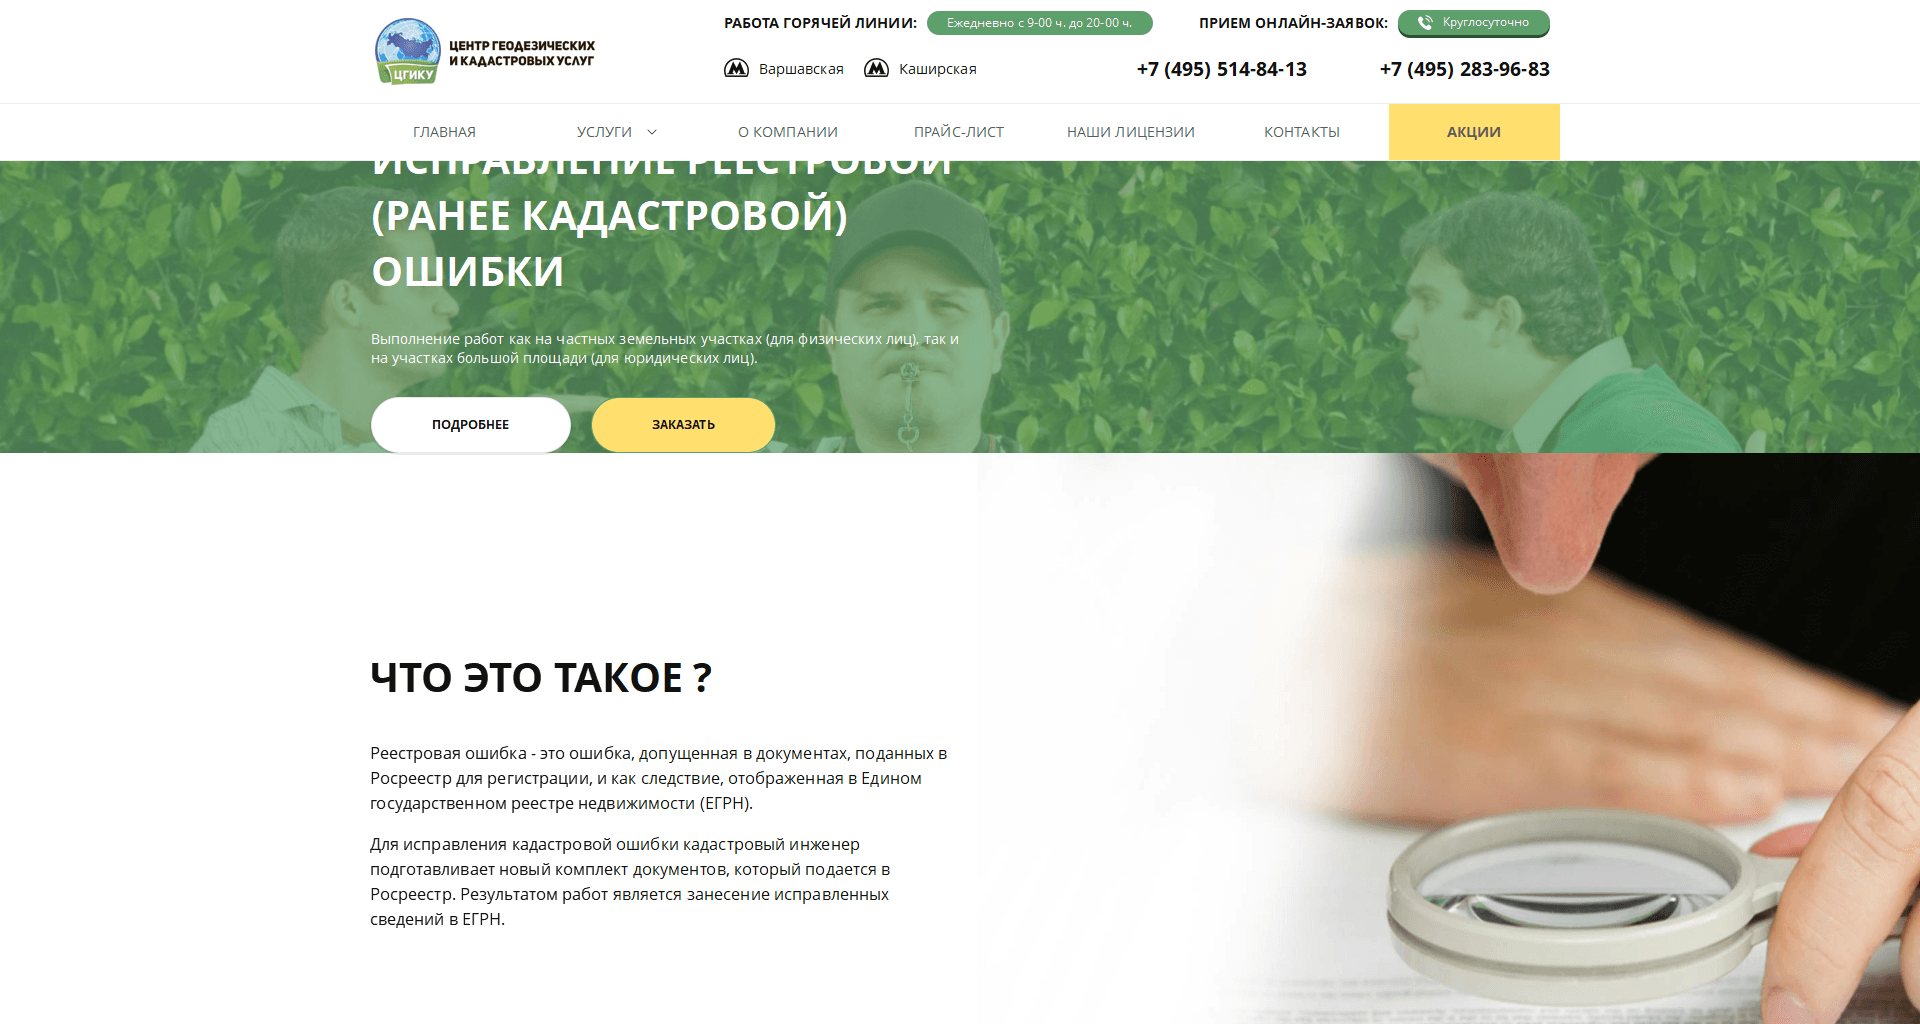 РАБОТА ГОРЯЧЕЙ ЛИНИИ: Ежедневно с 9-00 ч. до 20-00 ч. ПРИЕМ ОНЛАЙН-ЗАЯВОК: Круглосуточно
ЦЕНТР ГЕОДЕЗИЧЕСКИХ
И КАДАСТРОВЫХ УСЛУГ
ЦГИКУ
Варшавская Каширская +7 (495) 514-84-13 +7 (495) 283-96-83
ГЛАВНАЯ УСЛУГИ О КОМПАНИИ ПРАЙС-ЛИСТ НАШИ ЛИЦЕНЗИИ КОНТАКТЫ АКЦИИ
ИСПРАВЛЕНИЕ РЕЕСТРОВОЙ
(РАНЕЕ КАДАСТРОВОЙ)
ОШИБКИ
Выполнение работ как на частных земельных участках (для физических лиц), так и
на участках большой площади (для юридических лиц).
ПОДРОБНЕЕ ЗАКАЗАТЬ
ЧТО ЭТО ТАКОЕ ?
Реестровая ошибка - это ошибка, допущенная в документах, поданных в
Росреестр для регистрации, и как следствие, отображенная в Едином
государственном реестре недвижимости (ЕГРН).
Для исправления кадастровой ошибки кадастровый инженер
подготавливает новый комплект документов, который подается в
Росреестр. Результатом работ является занесение исправленных
сведений в ЕГРН.